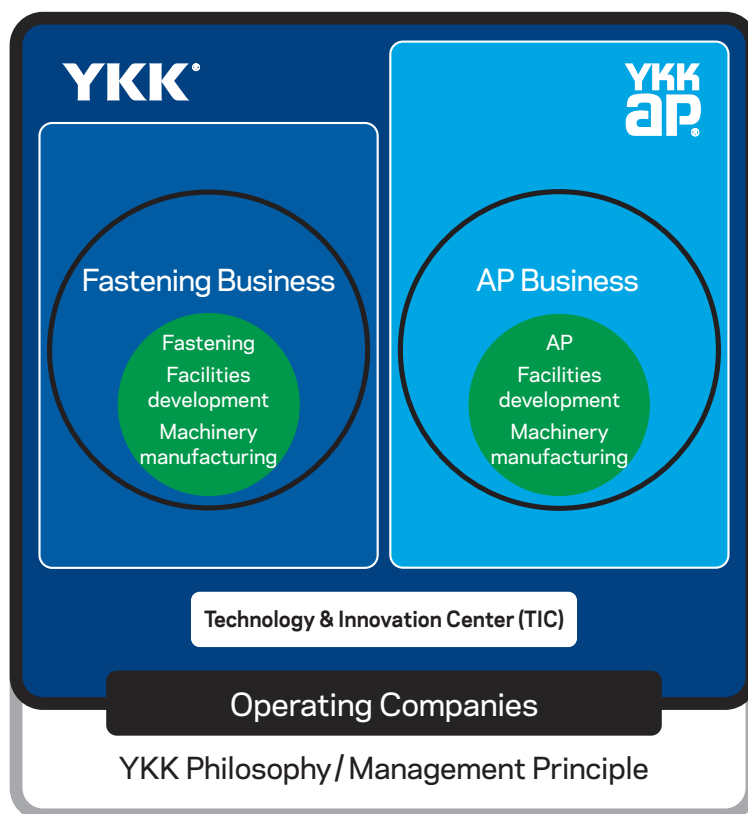 YKK®
YKK
ap®
Fastening Business
Fastening
Facilities
development
Machinery
manufacturing
AP Business
AP
Facilities
development
Machinery
manufacturing
Technology & Innovation Center (TIC)
Operating Companies
YKK Philosophy / Management Principle